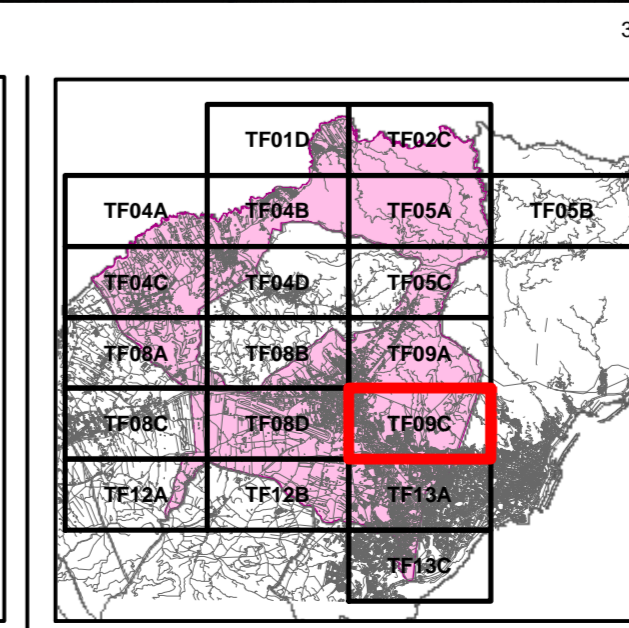 3
TF01D TF02C
TF04A TF04B TF05A TF05B
TF04C TF04D TF05C
TF08A TF08B TF09A
TF08C TF08D TF09C
TF12A TF12B TF13A
TF13C